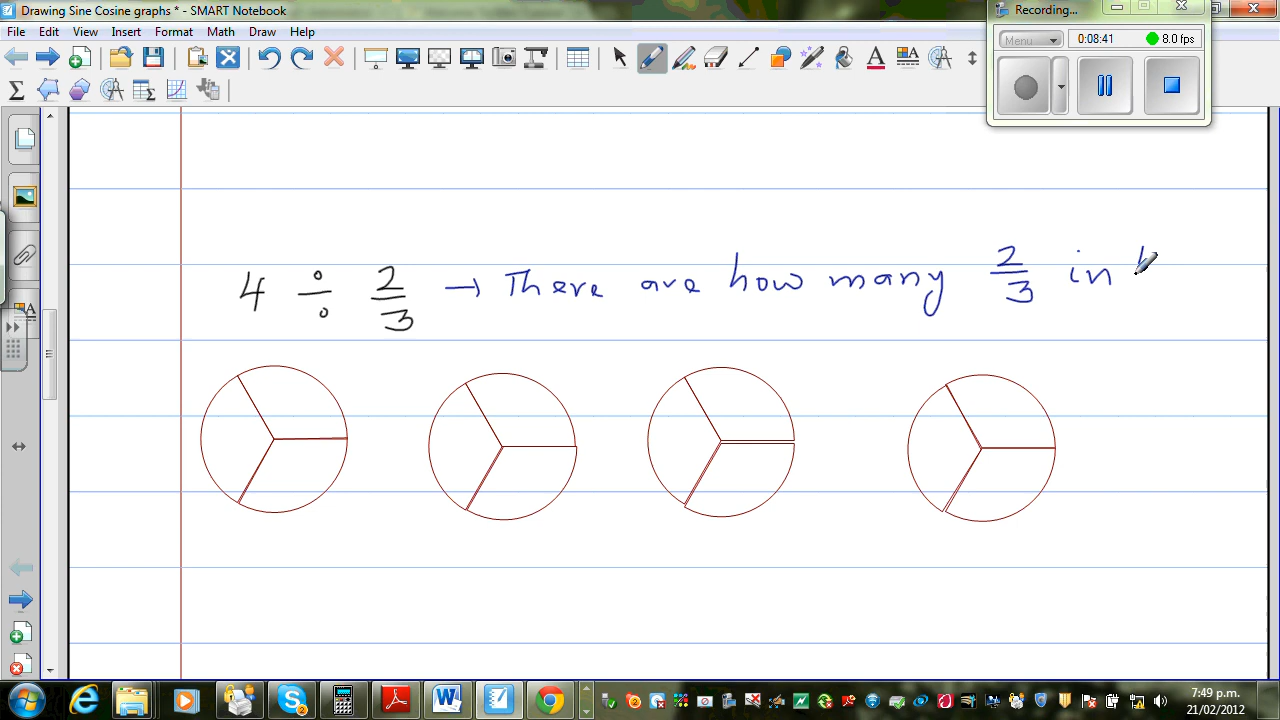 Drawing Sine Cosine graphs * - SMART Notebook
Recording...
File Edit View Insert Format Math Draw Help
Menu 0:08:41 8.0 fps
4 ÷ 2/3 → There are how many 2/3 in
7:49 p.m.
21/02/2012